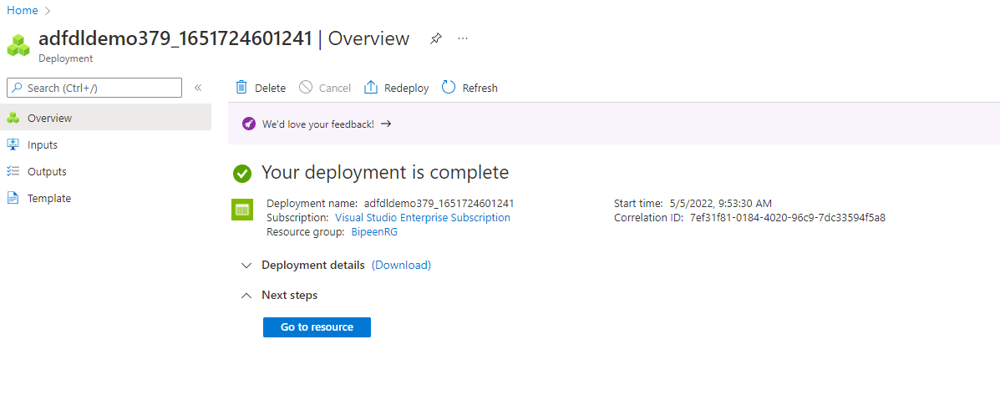 Home >
adfdldemo379_1651724601241 | Overview ...
Deployment
Search (Ctrl+/) «
Delete Cancel Redeploy Refresh
Overview
Inputs
Outputs
Template
We'd love your feedback! →
Your deployment is complete
Deployment name: adfdldemo379_1651724601241
Subscription: Visual Studio Enterprise Subscription
Resource group: BipeenRG
Start time: 5/5/2022, 9:53:30 AM
Correlation ID: 7ef31f81-0184-4020-96c9-7dc33594f5a8
Deployment details (Download)
Next steps
Go to resource